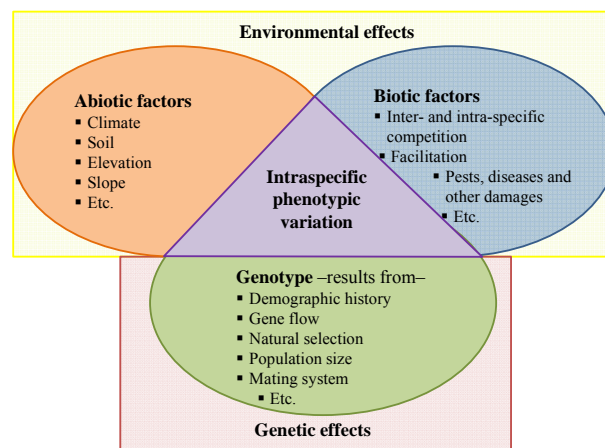 Environmental effects
Abiotic factors
▪ Climate
▪ Soil
▪ Elevation
▪ Slope
▪ Etc.
Biotic factors
▪ Inter- and intra-specific
competition
▪ Facilitation
▪ Pests, diseases and
other damages
▪ Etc.
Intraspecific
phenotypic
variation
Genotype –results from–
▪ Demographic history
▪ Gene flow
▪ Natural selection
▪ Population size
▪ Mating system
▪ Etc.
Genetic effects